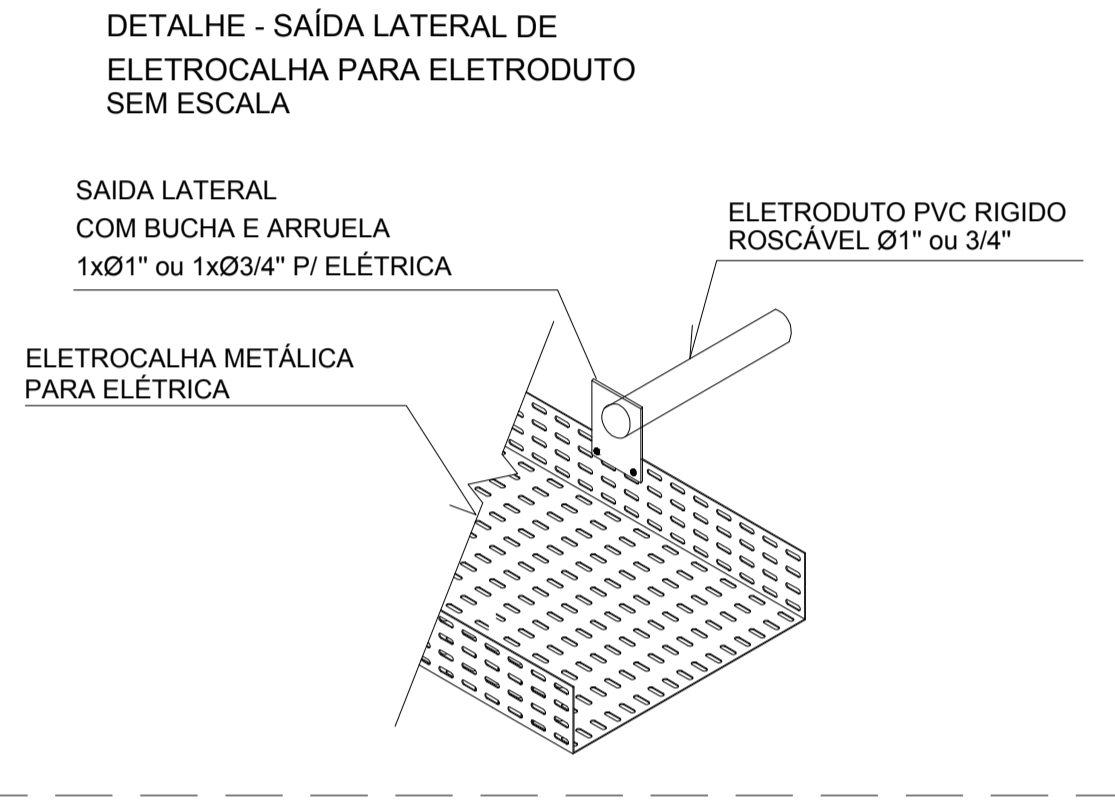 DETALHE - SAÍDA LATERAL DE
ELETROCALHA PARA ELETRODUTO
SEM ESCALA
SAIDA LATERAL
COM BUCHA E ARRUELA
1xØ1" ou 1xØ3/4" P/ ELÉTRICA
ELETRODUTO PVC RIGIDO
ROSCÁVEL Ø1" ou 3/4"
ELETROCALHA METÁLICA
PARA ELÉTRICA